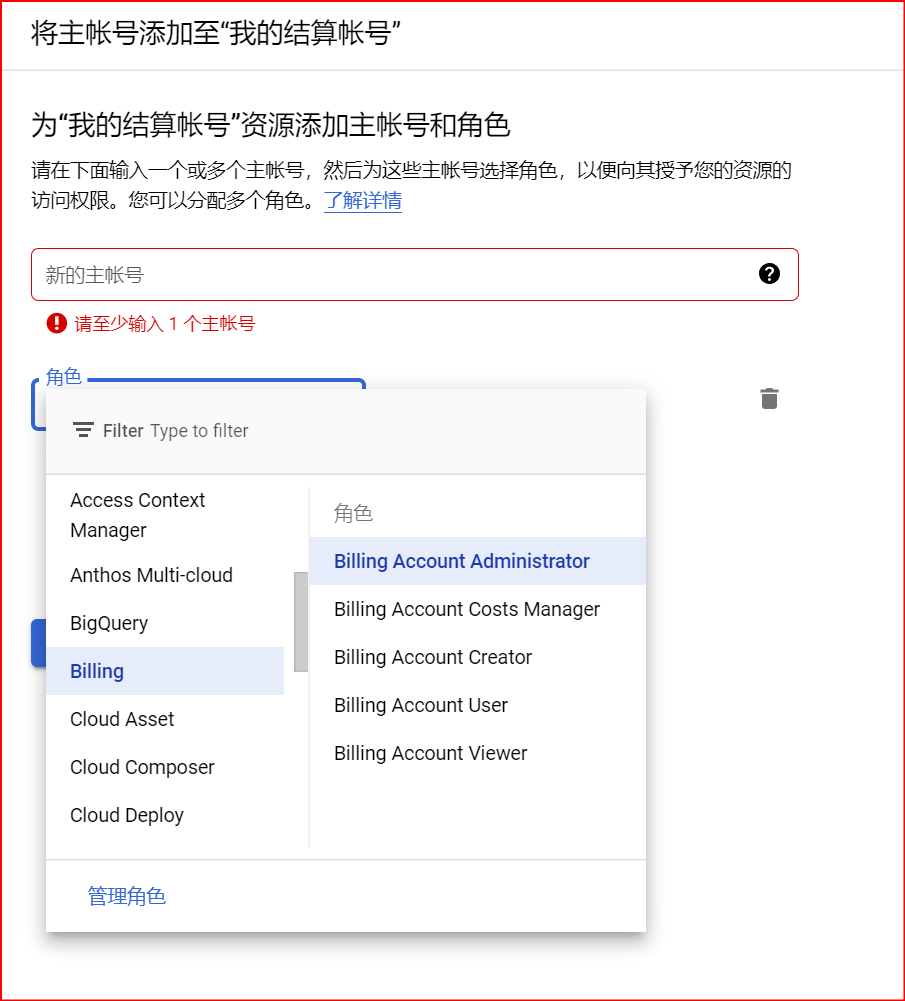 将主帐号添加至“我的结算帐号”
为“我的结算帐号”资源添加主帐号和角色
请在下面输入一个或多个主帐号，然后为这些主帐号选择角色，以便向其授予您的资源的
访问权限。您可以分配多个角色。了解详情
新的主帐号
请至少输入 1 个主帐号
角色
Filter Type to filter
Access Context
Manager
Anthos Multi-cloud
BigQuery
Billing
Cloud Asset
Cloud Composer
Cloud Deploy
角色
Billing Account Administrator
Billing Account Costs Manager
Billing Account Creator
Billing Account User
Billing Account Viewer
管理角色